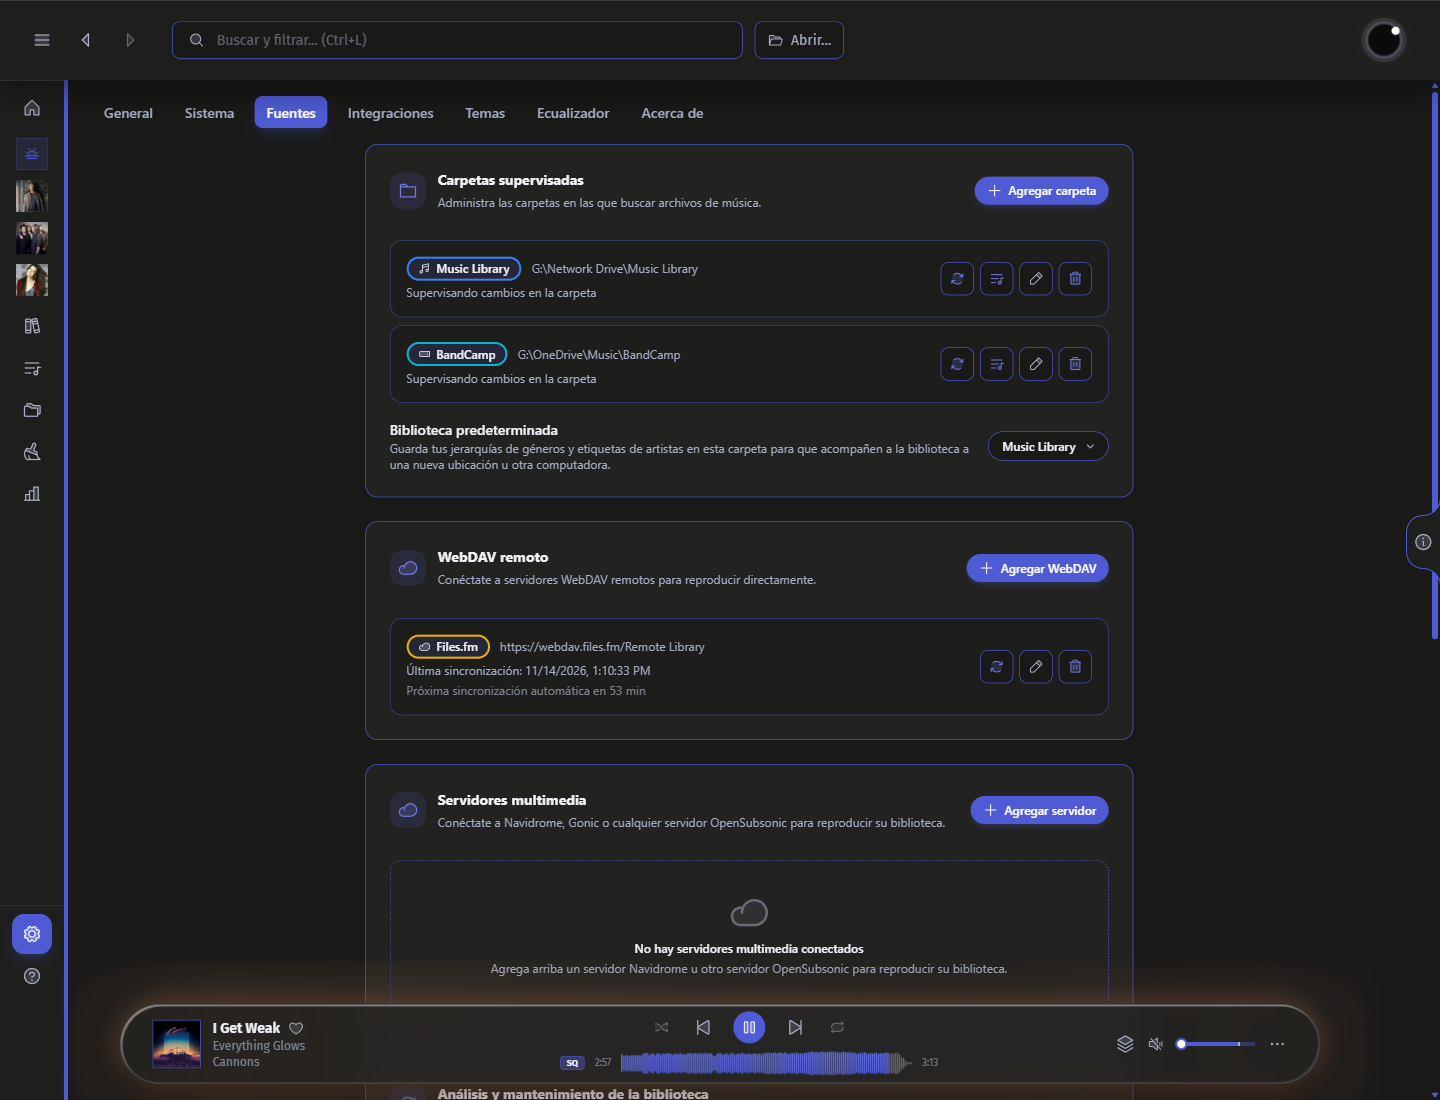 Buscar y filtrar... (Ctrl+L)
Abrir...
General
Sistema
Fuentes
Integraciones
Temas
Ecualizador
Acerca de
Carpetas supervisadas
Administra las carpetas en las que buscar archivos de música.
Agregar carpeta
Music Library
G:\Network Drive\Music Library
Supervisando cambios en la carpeta
BandCamp
G:\OneDrive\Music\BandCamp
Supervisando cambios en la carpeta
Biblioteca predeterminada
Guarda tus jerarquías de géneros y etiquetas de artistas en esta carpeta para que acompañen a la biblioteca a
una nueva ubicación u otra computadora.
Music Library
WebDAV remoto
Conéctate a servidores WebDAV remotos para reproducir directamente.
Agregar WebDAV
Files.fm
https://webdav.files.fm/Remote Library
Última sincronización: 11/14/2026, 1:10:33 PM
Próxima sincronización automática en 53 min
Servidores multimedia
Conéctate a Navidrome, Gonic o cualquier servidor OpenSubsonic para reproducir su biblioteca.
Agregar servidor
No hay servidores multimedia conectados
Agrega arriba un servidor Navidrome u otro servidor OpenSubsonic para reproducir su biblioteca.
I Get Weak
Everything Glows
Cannons
SQ
2:57
3:13
Análisis y mantenimiento de la biblioteca